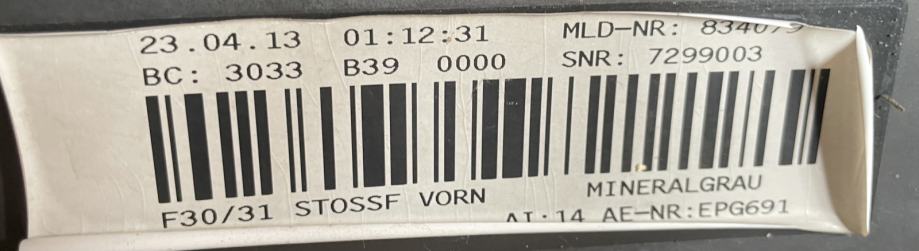 23.04.13 01:12:31 MLD-NR: 834079
BC: 3033 B39 0000 SNR: 7299003
F30/31 STOSSF VORN MINERALGRAU
AI:14 AE-NR:EPG691